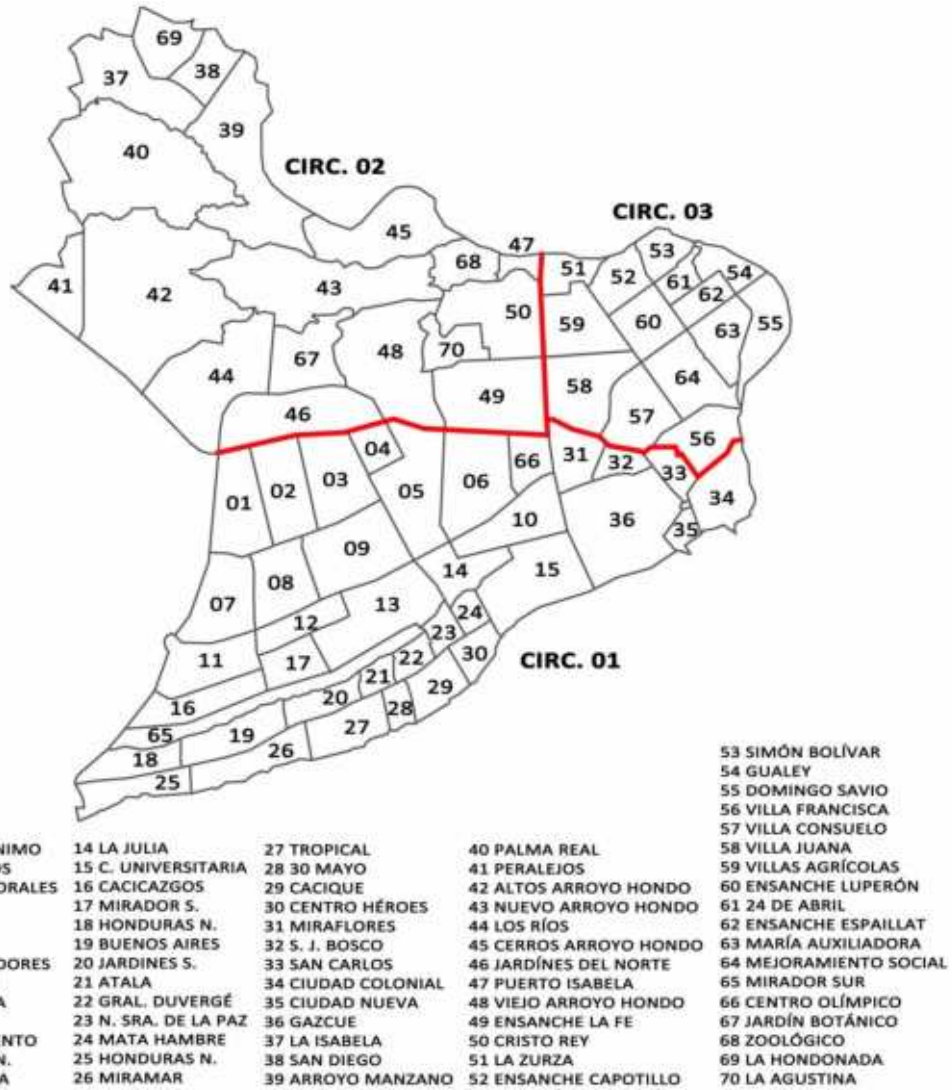 69
37
38
39
40
CIRC. 02
CIRC. 03
45
47
53
68
51
52
61
54
41
42
43
62
50
59
60
63
55
67
48
70
44
58
64
46
49
57
56
04
66
31
32
33
01
02
03
05
06
34
10
36
35
09
14
15
08
07
13
12
24
23
11
17
22
30
CIRC. 01
21
29
16
20
28
65
19
27
18
26
25
NIMO
OS
ORALES
DORES
A
ENTO
N.
A
14 LA JULIA
15 C. UNIVERSITARIA
16 CACICAZGOS
17 MIRADOR S.
18 HONDURAS N.
19 BUENOS AIRES
20 JARDINES S.
21 ATALA
22 GRAL. DUVERGÉ
23 N. SRA. DE LA PAZ
24 MATA HAMBRE
25 HONDURAS N.
26 MIRAMAR
27 TROPICAL
28 30 MAYO
29 CACIQUE
30 CENTRO HÉROES
31 MIRAFLORES
32 S. J. BOSCO
33 SAN CARLOS
34 CIUDAD COLONIAL
35 CIUDAD NUEVA
36 GAZCUE
37 LA ISABELA
38 SAN DIEGO
39 ARROYO MANZANO
40 PALMA REAL
41 PERALEJOS
42 ALTOS ARROYO HONDO
43 NUEVO ARROYO HONDO
44 LOS RÍOS
45 CERROS ARROYO HONDO
46 JARDÍNES DEL NORTE
47 PUERTO ISABELA
48 VIEJO ARROYO HONDO
49 ENSANCHE LA FE
50 CRISTO REY
51 LA ZURZA
52 ENSANCHE CAPOTILLO
53 SIMÓN BOLÍVAR
54 GUALEY
55 DOMINGO SAVIO
56 VILLA FRANCISCA
57 VILLA CONSUELO
58 VILLA JUANA
59 VILLAS AGRÍCOLAS
60 ENSANCHE LUPERÓN
61 24 DE ABRIL
62 ENSANCHE ESPAILLAT
63 MARÍA AUXILIADORA
64 MEJORAMIENTO SOCIAL
65 MIRADOR SUR
66 CENTRO OLÍMPICO
67 JARDÍN BOTÁNICO
68 ZOOLÓGICO
69 LA HONDONADA
70 LA AGUSTINA